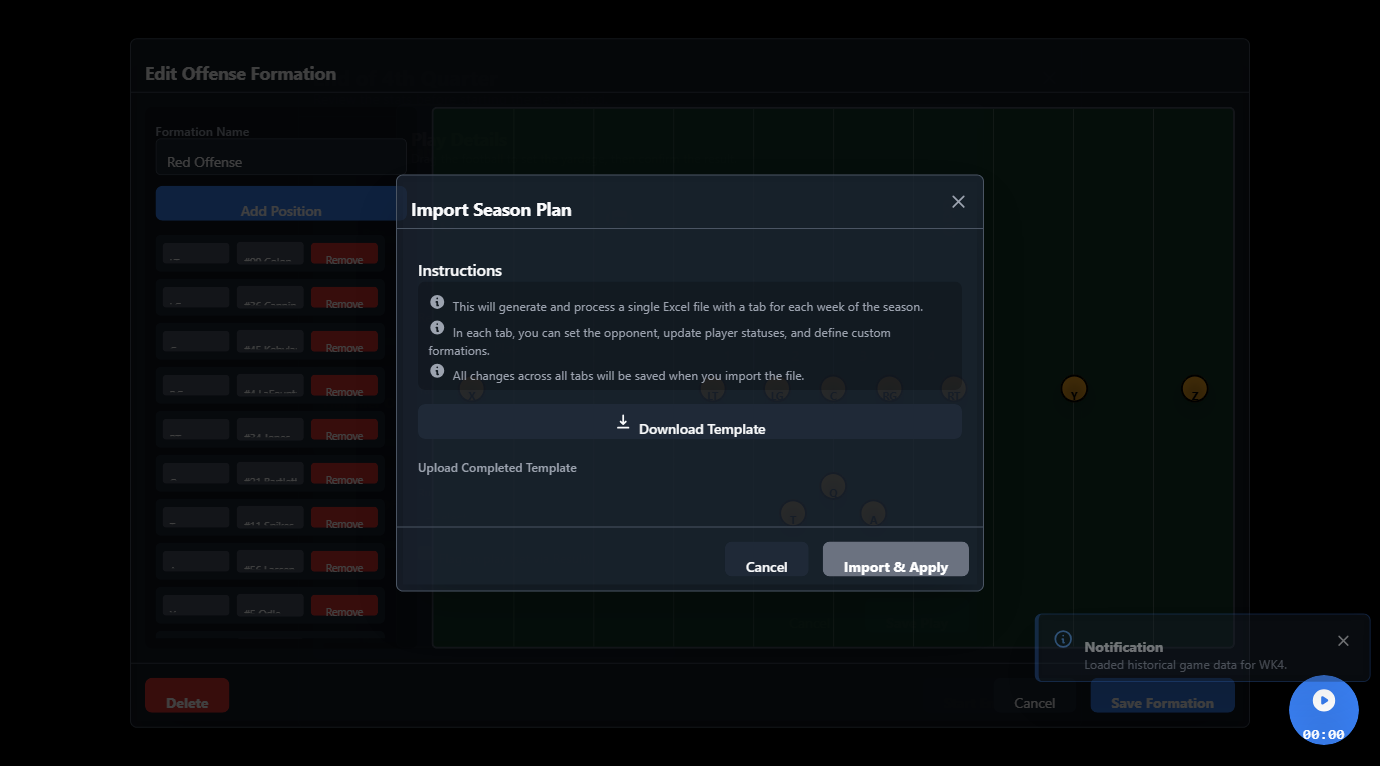 Edit Offense Formation
Formation Name
Red Offense
Add Position
Remove
Remove
Remove
Remove
Remove
Remove
Remove
Remove
Remove
Import Season Plan
Instructions
This will generate and process a single Excel file with a tab for each week of the season.
In each tab, you can set the opponent, update player statuses, and define custom
formations.
All changes across all tabs will be saved when you import the file.
Y
Z
Download Template
Upload Completed Template
Cancel
Import & Apply
Notification
Loaded historical game data for WK4.
Delete
Cancel
Save Formation
00:00